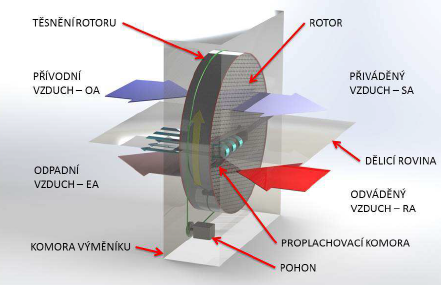 TĚSNĚNÍ ROTORU
ROTOR
PŘÍVODNÍ
VZDUCH – OA
PŘIVÁDĚNÝ
VZDUCH – SA
DĚLICÍ ROVINA
ODPADNÍ
VZDUCH – EA
ODVÁDĚNÝ
VZDUCH – RA
KOMORA VÝMĚNÍKU
PROPLACHOVACÍ KOMORA
POHON